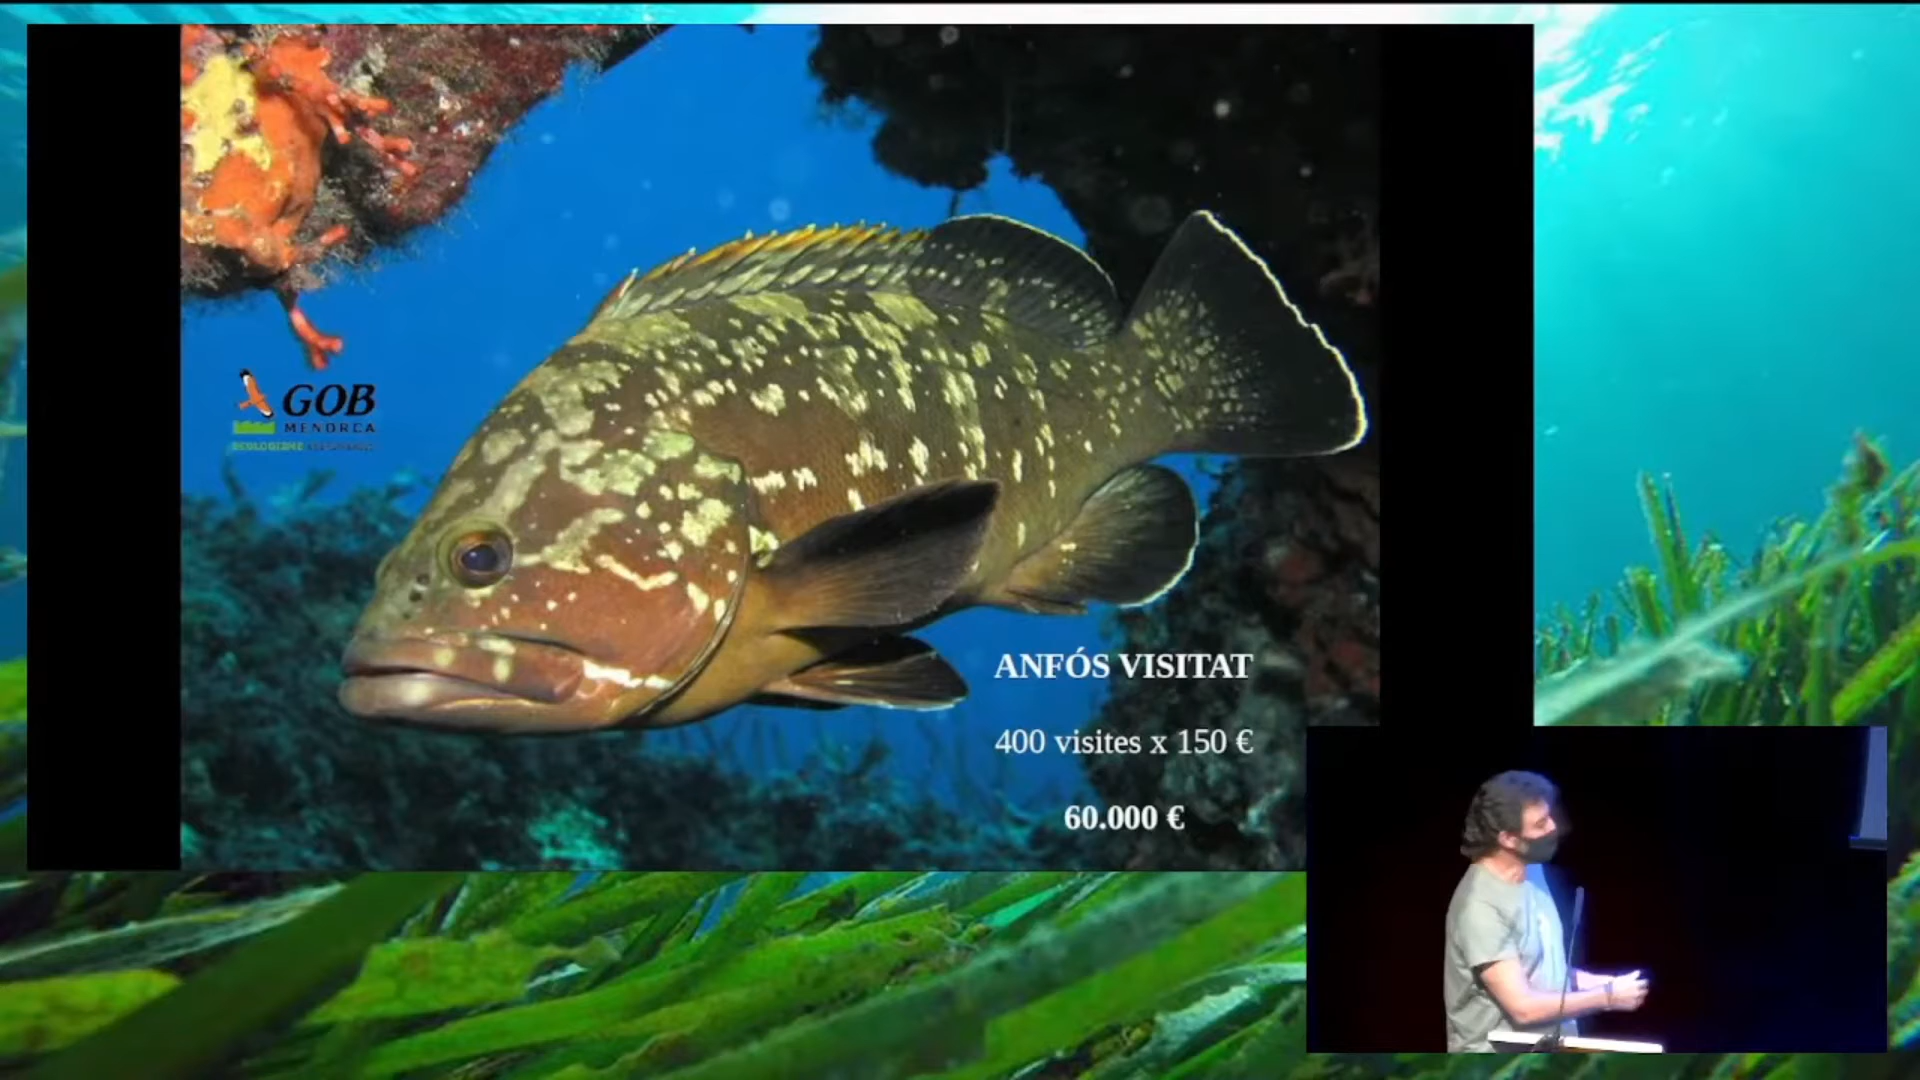 GOB
MENORCA
ANFÓS VISITAT
400 visites x 150 €
60.000 €